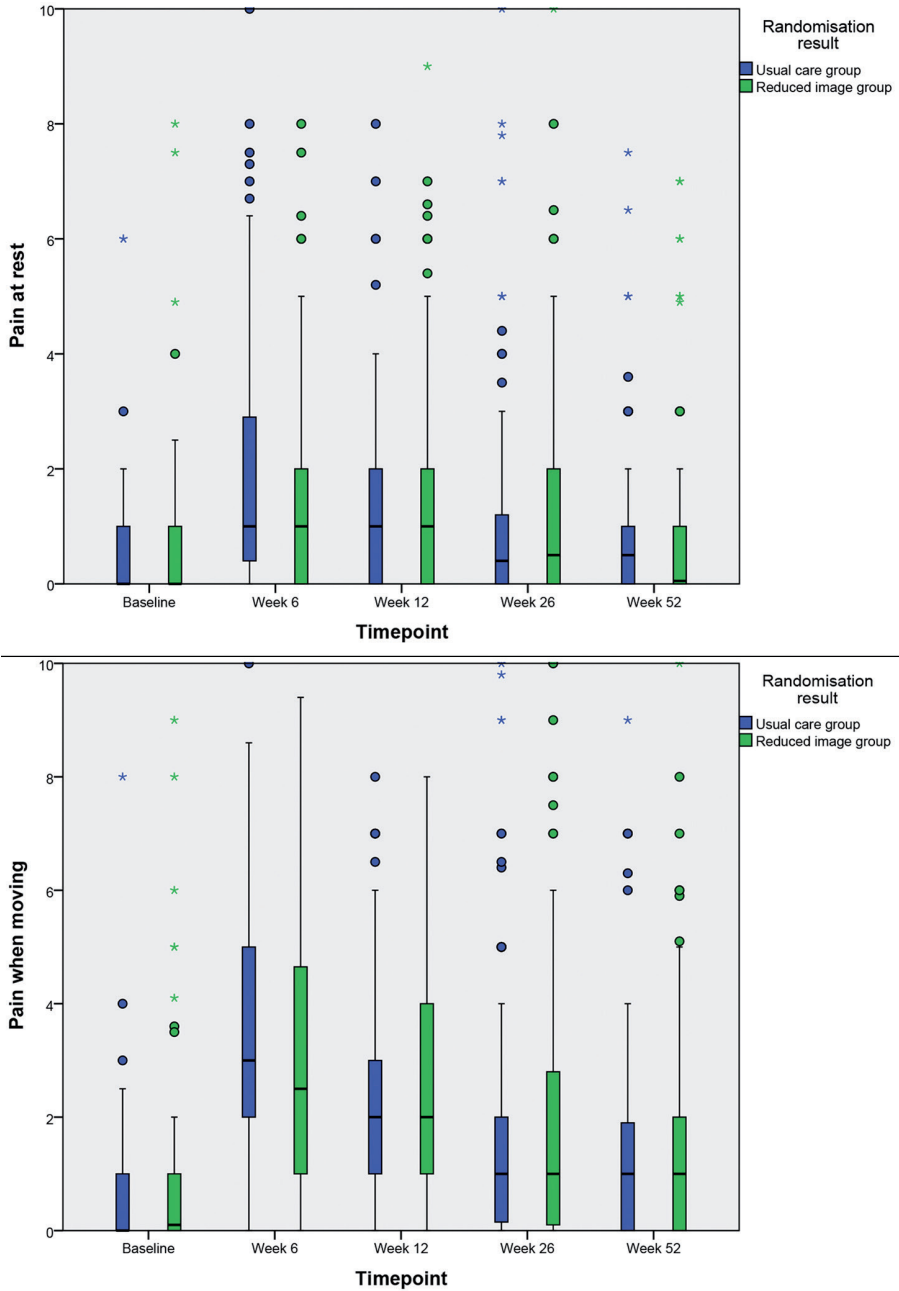 Randomisation
result
Usual care group
Reduced image group
Pain at rest
10
8
6
4
2
0
Baseline Week 6 Week 12 Week 26 Week 52
Timepoint
Randomisation
result
Usual care group
Reduced image group
Pain when moving
10
8
6
4
2
0
Baseline Week 6 Week 12 Week 26 Week 52
Timepoint